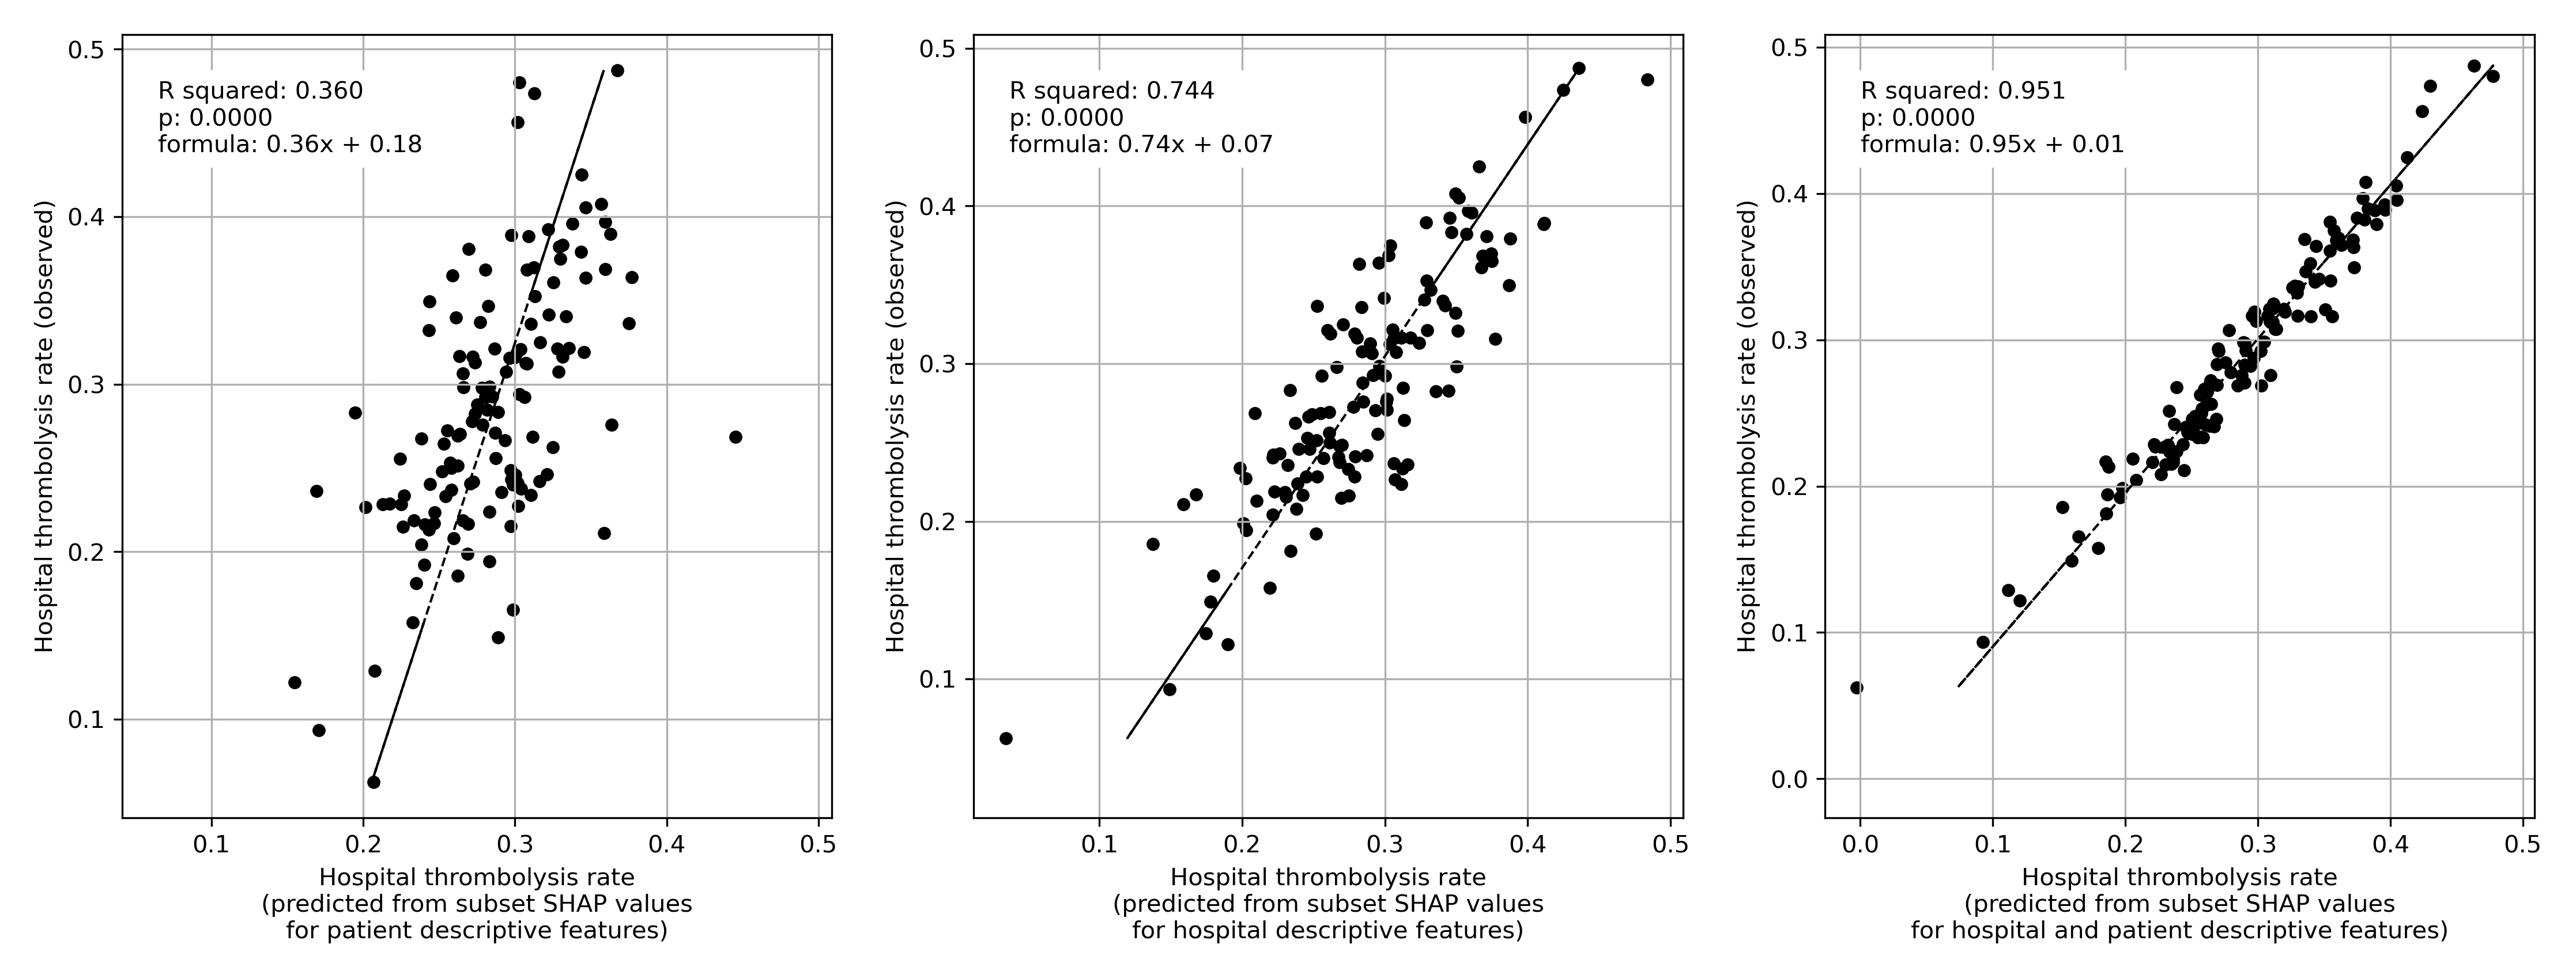 Hospital thrombolysis rate (observed)
0.5
0.4
0.3
0.2
0.1
R squared: 0.360
p: 0.0000
formula: 0.36x + 0.18
0.1 0.2 0.3 0.4 0.5
Hospital thrombolysis rate
(predicted from subset SHAP values
for patient descriptive features)
Hospital thrombolysis rate (observed)
0.5
0.4
0.3
0.2
0.1
R squared: 0.744
p: 0.0000
formula: 0.74x + 0.07
0.1 0.2 0.3 0.4 0.5
Hospital thrombolysis rate
(predicted from subset SHAP values
for hospital descriptive features)
Hospital thrombolysis rate (observed)
0.5
0.4
0.3
0.2
0.1
0.0
R squared: 0.951
p: 0.0000
formula: 0.95x + 0.01
0.0 0.1 0.2 0.3 0.4 0.5
Hospital thrombolysis rate
(predicted from subset SHAP values
for hospital and patient descriptive features)